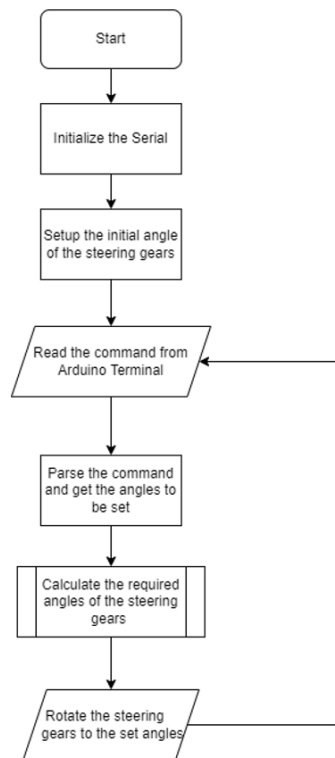 Start
Initialize the Serial
Setup the initial angle
of the steering gears
Read the command from
Arduino Terminal
Parse the command
and get the angles to
be set
Calculate the required
angles of the steering
gears
Rotate the steering
gears to the set angles